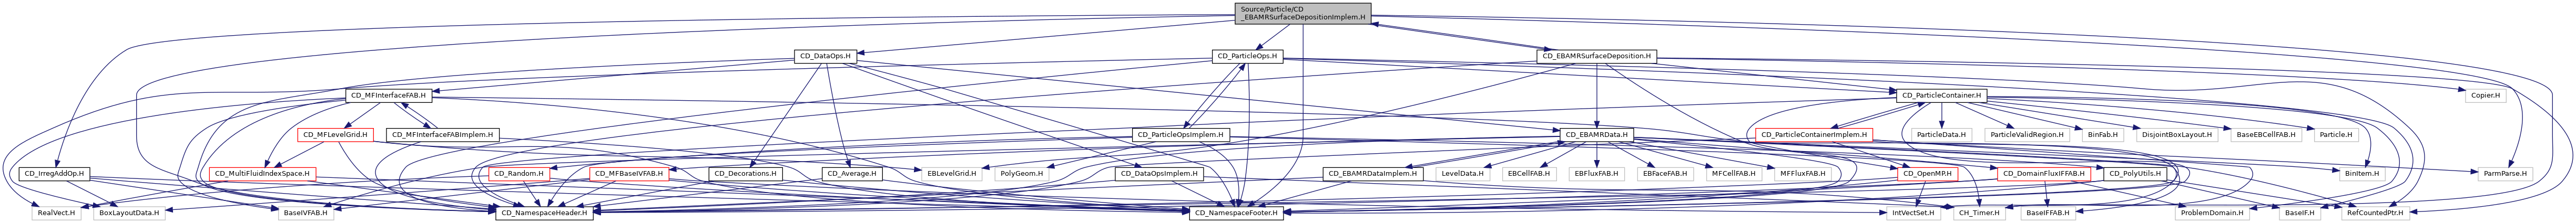 Source/Particle/CD
_EBAMRSurfaceDepositionImplem.H
CD_DataOps.H
CD_ParticleOps.H
CD_EBAMRSurfaceDeposition.H
CD_MFInterfaceFAB.H
CD_ParticleContainer.H
Copier.H
CD_MFLevelGrid.H
CD_MFInterfaceFABImplem.H
CD_ParticleOpsImplem.H
CD_EBAMRData.H
CD_ParticleContainerImplem.H
ParticleData.H
ParticleValidRegion.H
BinFab.H
DisjointBoxLayout.H
BaseEBCellFAB.H
Particle.H
CD_IrregAddOp.H
CD_MultiFluidIndexSpace.H
CD_Random.H
CD_MFBaseIVFAB.H
CD_Decorations.H
CD_Average.H
EBLevelGrid.H
PolyGeom.H
CD_DataOpsImplem.H
CD_EBAMRDataImplem.H
LevelData.H
EBCellFAB.H
EBFluxFAB.H
EBFaceFAB.H
MFCellFAB.H
MFFluxFAB.H
CD_OpenMP.H
CD_DomainFluxIFFAB.H
CD_PolyUtils.H
BinItem.H
ParmParse.H
RealVect.H
BoxLayoutData.H
BaseIVFAB.H
CD_NamespaceHeader.H
CD_NamespaceFooter.H
IntVectSet.H
CH_Timer.H
BaseIFFAB.H
ProblemDomain.H
BaseIF.H
RefCountedPtr.H